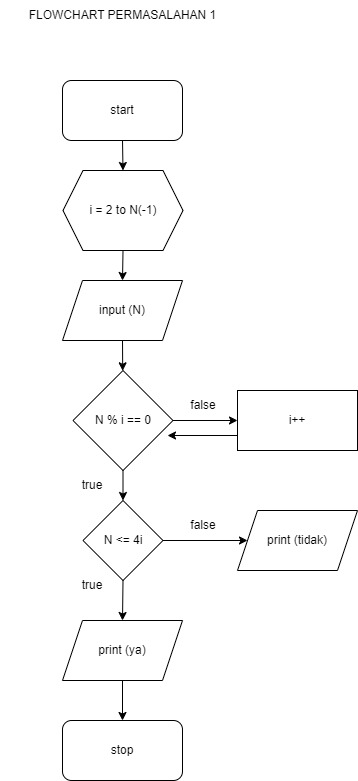 FLOWCHART PERMASALAHAN 1
start
i = 2 to N(-1)
input (N)
N % i == 0
false
i++
true
N <= 4i
false
print (tidak)
true
print (ya)
stop